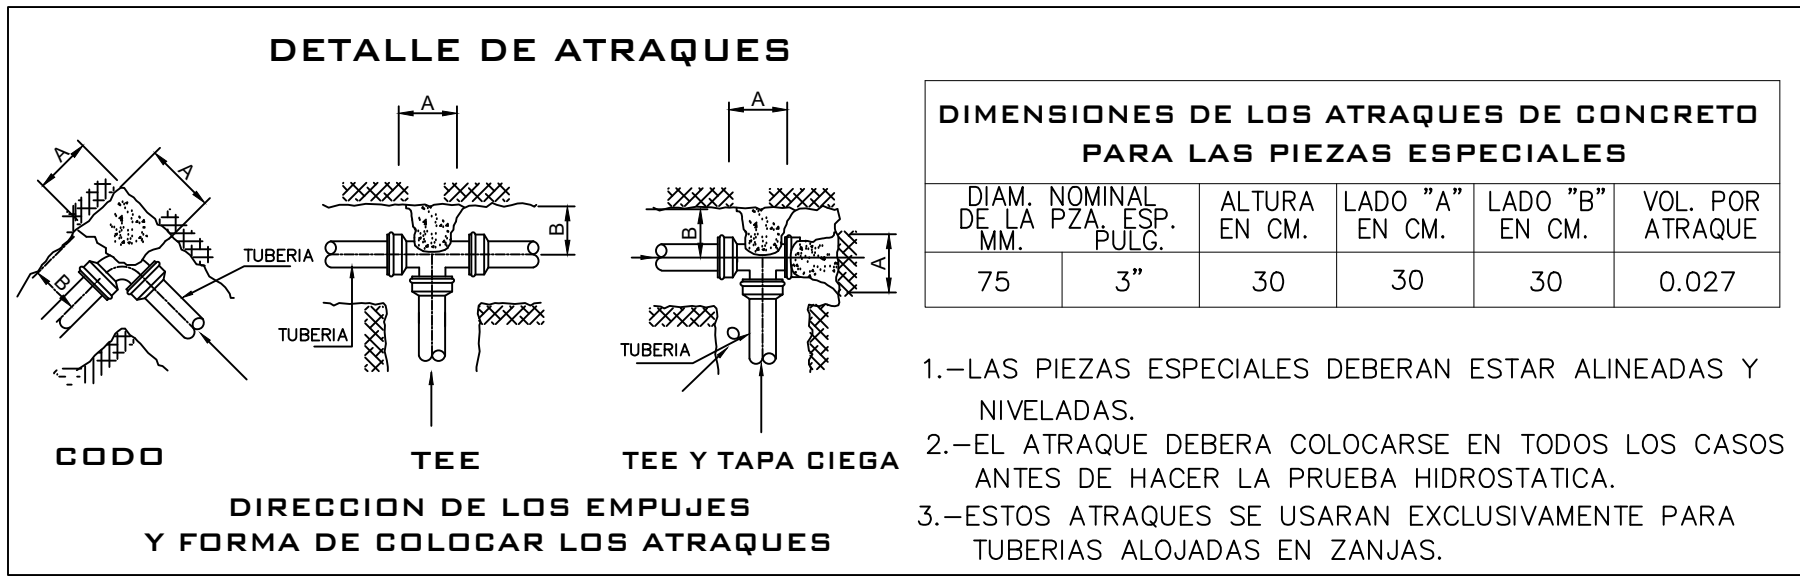 DETALLE DE ATRAQUES
A
A
B
TUBERIA
CODO
A
B
TUBERIA
TEE
A
B
A
TUBERIA
TEE Y TAPA CIEGA
DIRECCION DE LOS EMPUJES
Y FORMA DE COLOCAR LOS ATRAQUES
DIMENSIONES DE LOS ATRAQUES DE CONCRETO
PARA LAS PIEZAS ESPECIALES
DIAM. NOMINAL
DE LA PZA. ESP.
MM. PULG.
ALTURA
EN CM.
LADO "A"
EN CM.
LADO "B"
EN CM.
VOL. POR
ATRAQUE
75 3" 30 30 30 0.027
1.-LAS PIEZAS ESPECIALES DEBERAN ESTAR ALINEADAS Y
NIVELADAS.
2.-EL ATRAQUE DEBERA COLOCARSE EN TODOS LOS CASOS
ANTES DE HACER LA PRUEBA HIDROSTATICA.
3.-ESTOS ATRAQUES SE USARAN EXCLUSIVAMENTE PARA
TUBERIAS ALOJADAS EN ZANJAS.